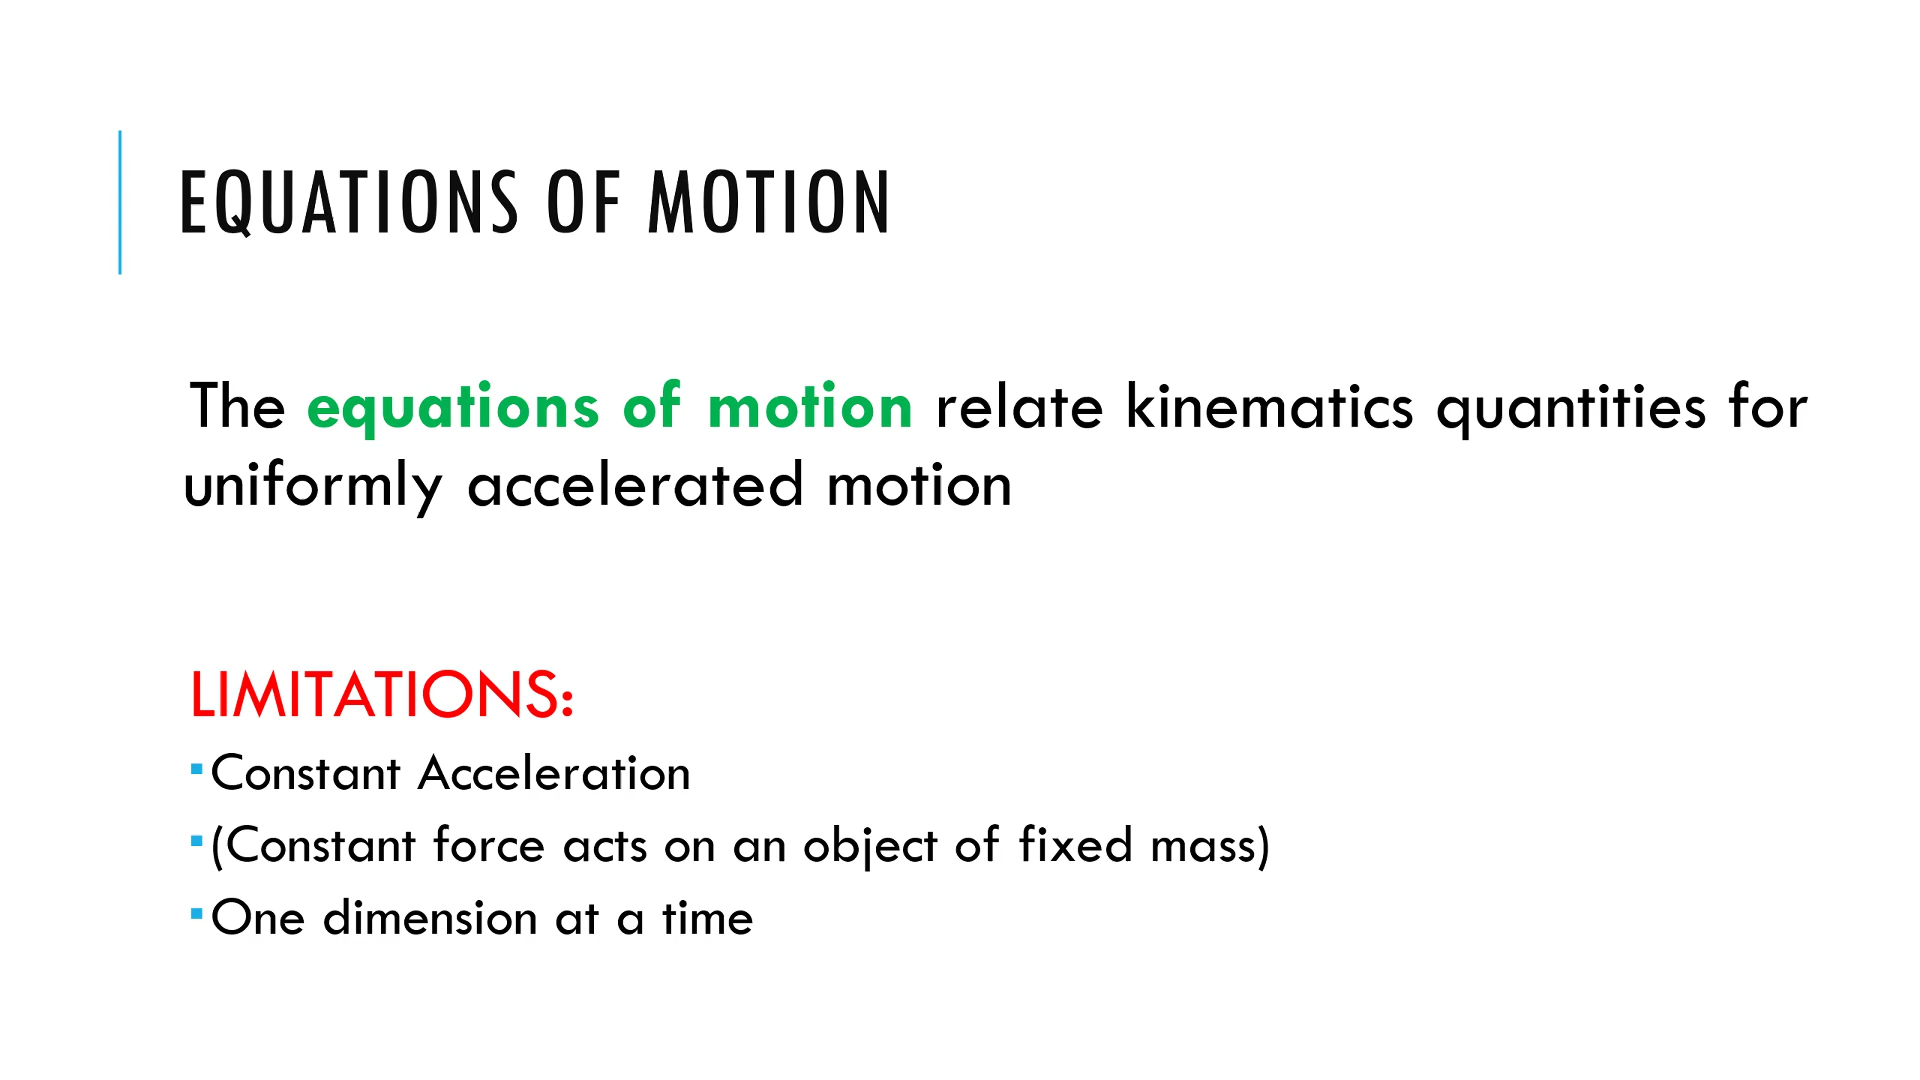 EQUATIONS OF MOTION
The equations of motion relate kinematics quantities for
uniformly accelerated motion
LIMITATIONS:
▪Constant Acceleration
▪(Constant force acts on an object of fixed mass)
▪One dimension at a time